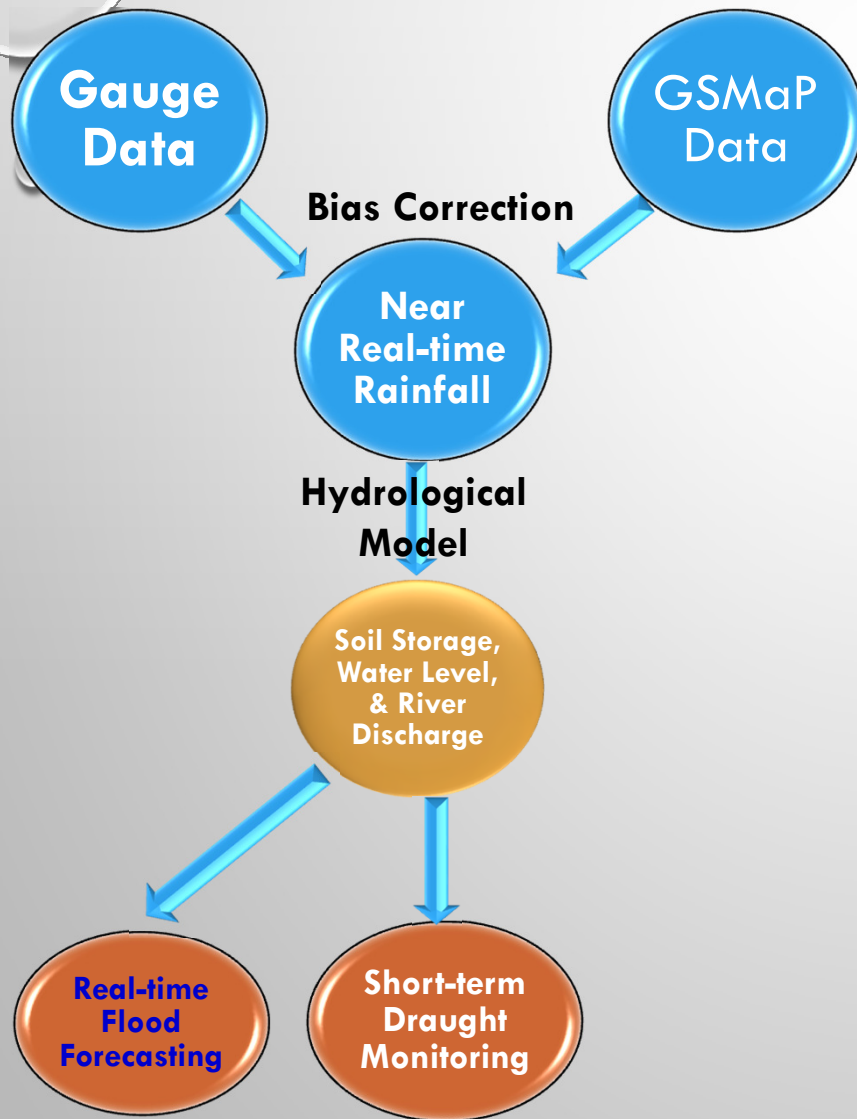 Gauge
Data
GSMaP
Data
Bias Correction
Near
Real-time
Rainfall
Hydrological
Model
Soil Storage,
Water Level,
& River
Discharge
Real-time
Flood
Forecasting
Short-term
Draught
Monitoring